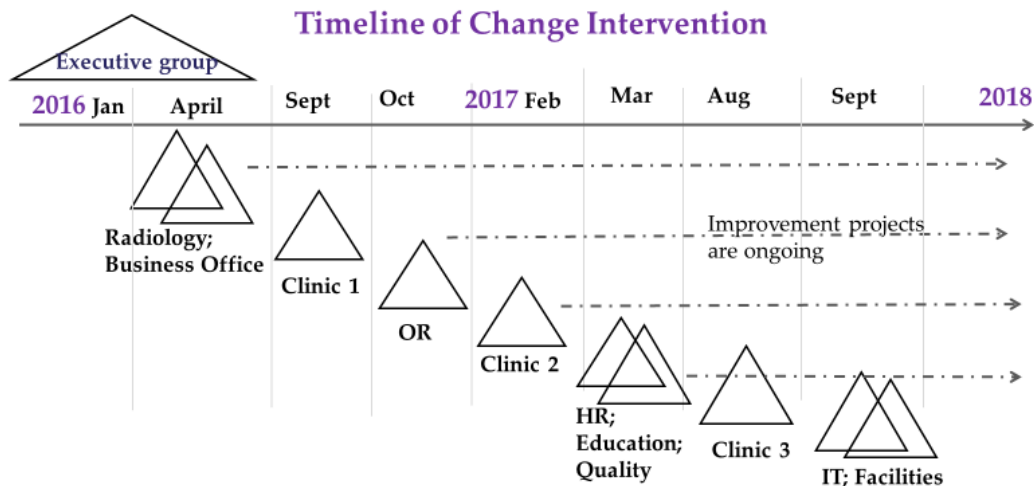 Timeline of Change Intervention
Executive group
2016 Jan April Sept Oct 2017 Feb Mar Aug Sept 2018
Radiology;
Business Office
Clinic 1
OR
Clinic 2
HR;
Education;
Quality
Improvement projects
are ongoing
Clinic 3
IT; Facilities